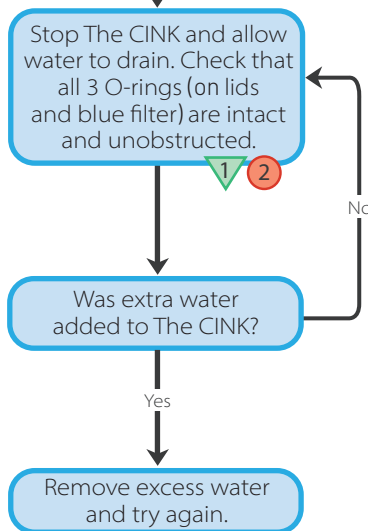 Stop The CINK and allow
water to drain. Check that
all 3 O-rings (on lids
and blue filter) are intact
and unobstructed.
1
2
No
Was extra water
added to The CINK?
Yes
Remove excess water
and try again.